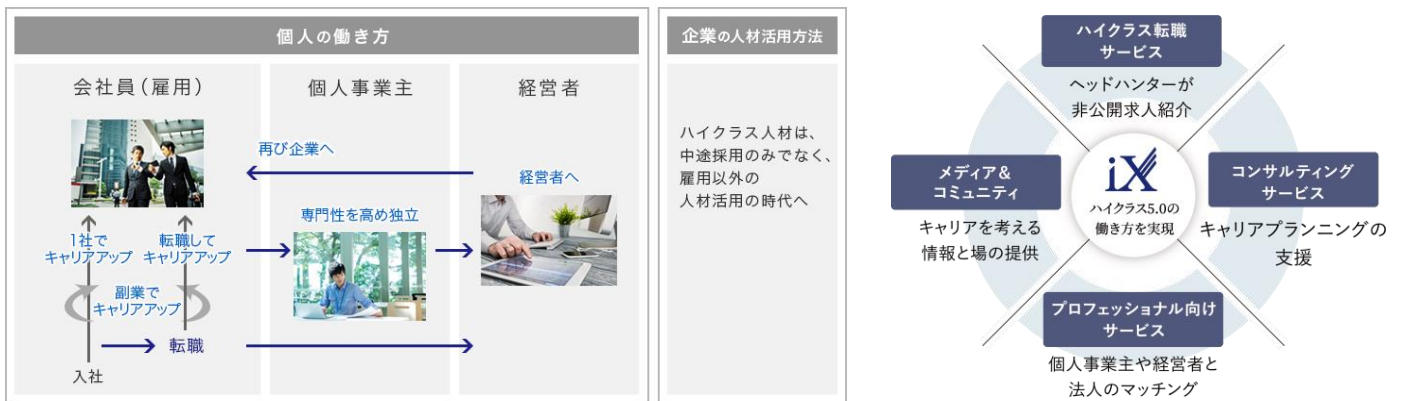 個人の働き方
会社員(雇用)
個人事業主
経営者
再び企業へ
経営者へ
専門性を高め独立
1社で
キャリアアップ
転職して
キャリアアップ
副業で
キャリアアップ
転職
入社
企業の人材活用方法
ハイクラス人材は、
中途採用のみでなく、
雇用以外の
人材活用の時代へ
ハイクラス転職
サービス
ヘッドハンターが
非公開求人紹介
メディア&
コミュニティ
キャリアを考える
情報と場の提供
iX
ハイクラス5.0の
働き方を実現
コンサルティング
サービス
キャリアプランニングの
支援
プロフェッショナル向け
サービス
個人事業主や経営者と
法人のマッチング